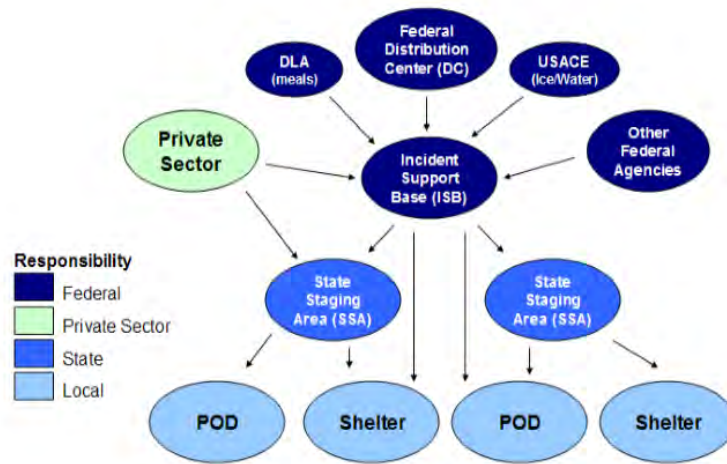 Federal
Distribution
Center (DC)
DLA
(meals)
USACE
(Ice/Water)
Private
Sector
Incident
Support
Base (ISB)
Other
Federal
Agencies
Responsibility
Federal
Private Sector
State
Local
State
Staging
Area (SSA)
State
Staging
Area (SSA)
POD
Shelter
POD
Shelter